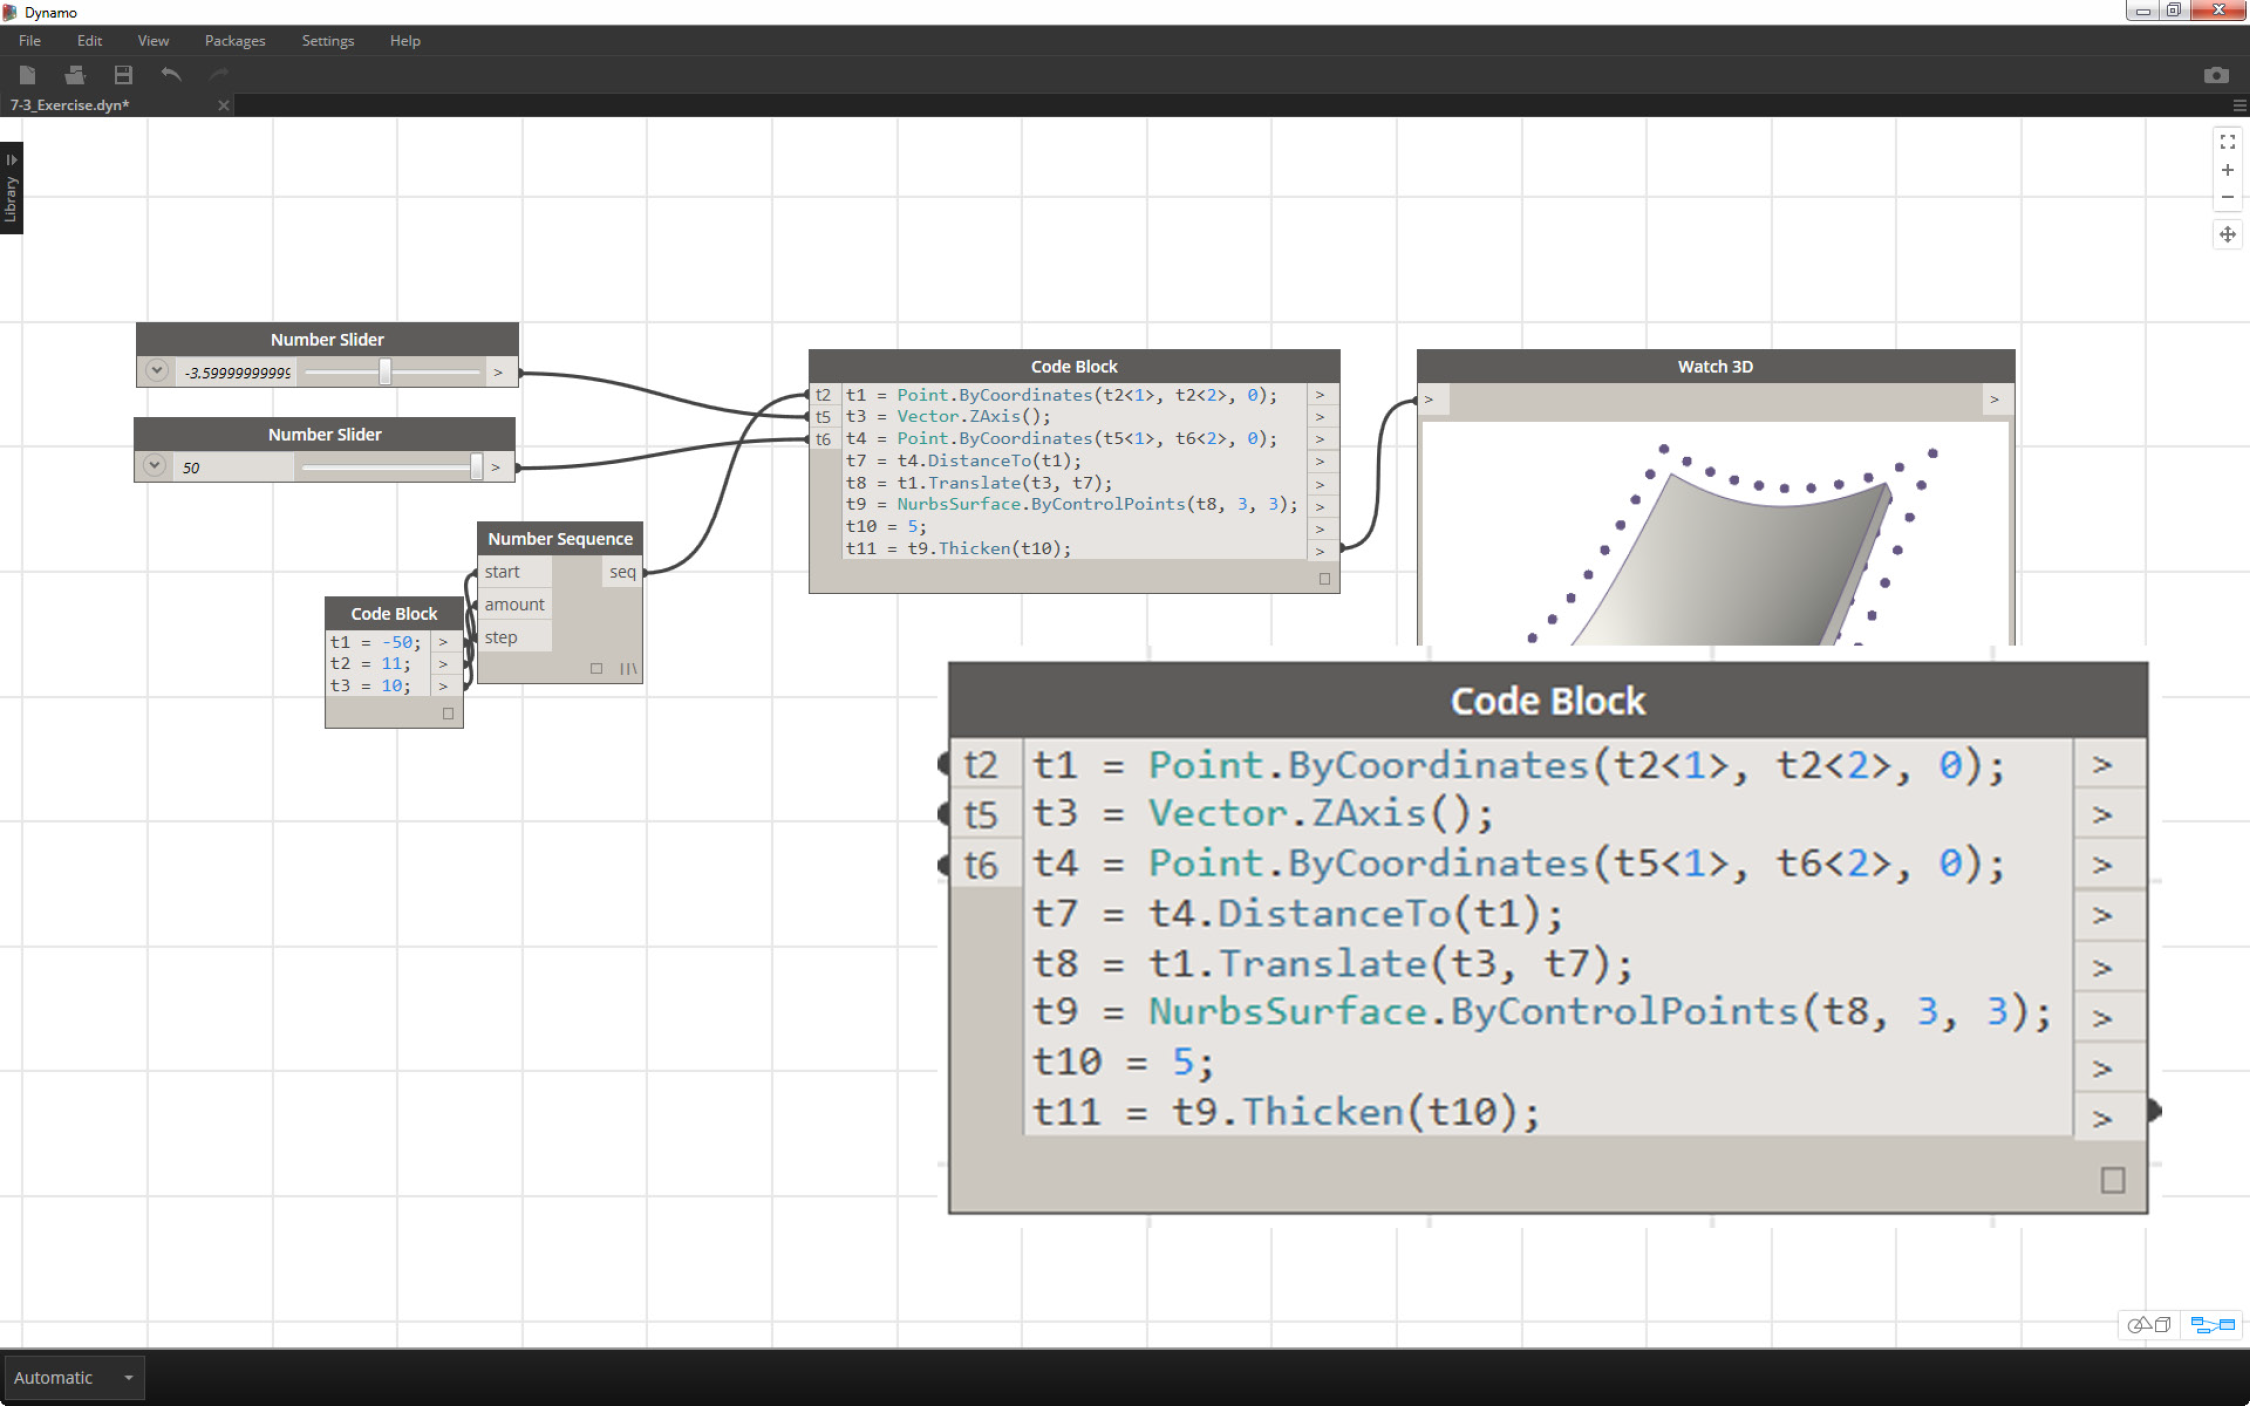 Dynamo
File Edit View Packages Settings Help
7-3_Exercise.dyn*
Library
Number Slider
-3.59999999999
>
Number Slider
50
>
Code Block
t1 = -50; >
t2 = 11; >
t3 = 10; >
Number Sequence
start seq
amount
step
Code Block
t2 t1 = Point.ByCoordinates(t2<1>, t2<2>, 0); >
t5 t3 = Vector.ZAxis(); >
t6 t4 = Point.ByCoordinates(t5<1>, t6<2>, 0); >
t7 = t4.DistanceTo(t1); >
t8 = t1.Translate(t3, t7); >
t9 = NurbsSurface.ByControlPoints(t8, 3, 3); >
t10 = 5; >
t11 = t9.Thicken(t10); >
Watch 3D
> >
Code Block
t2 t1 = Point.ByCoordinates(t2<1>, t2<2>, 0); >
t5 t3 = Vector.ZAxis(); >
t6 t4 = Point.ByCoordinates(t5<1>, t6<2>, 0); >
t7 = t4.DistanceTo(t1); >
t8 = t1.Translate(t3, t7); >
t9 = NurbsSurface.ByControlPoints(t8, 3, 3); >
t10 = 5; >
t11 = t9.Thicken(t10); >
Automatic